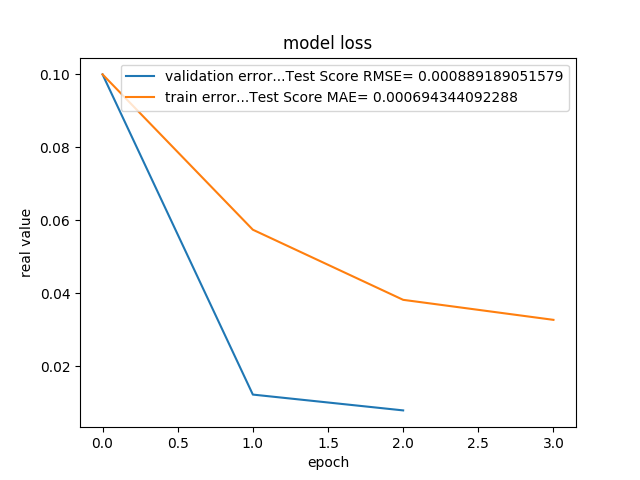 model loss
validation error...Test Score RMSE= 0.000889189051579
train error...Test Score MAE= 0.000694344092288
real value
0.10
0.08
0.06
0.04
0.02
0.0 0.5 1.0 1.5 2.0 2.5 3.0
epoch